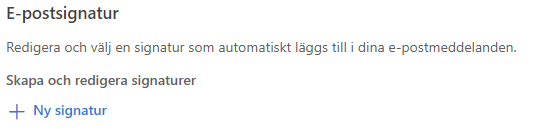 E-postsignatur
Redigera och välj en signatur som automatiskt läggs till i dina e-postmeddelanden.
Skapa och redigera signaturer
Ny signatur